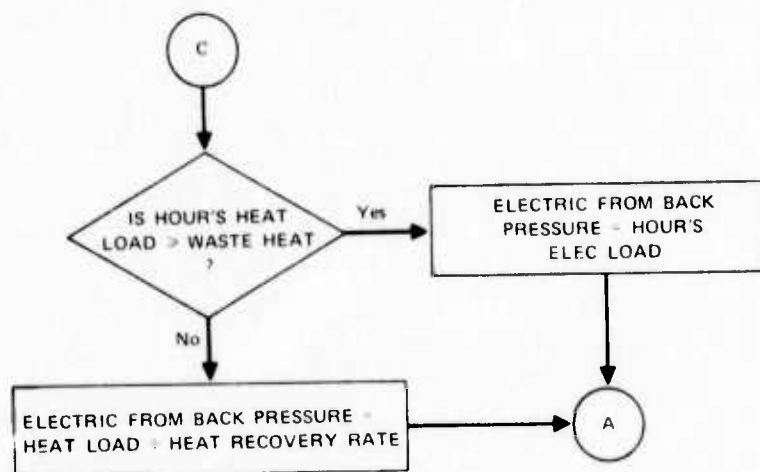 C
IS HOUR'S HEAT
LOAD > WASTE HEAT
?
Yes
ELECTRIC FROM BACK
PRESSURE = HOUR'S
ELEC LOAD
No
ELECTRIC FROM BACK PRESSURE =
HEAT LOAD ÷ HEAT RECOVERY RATE
A